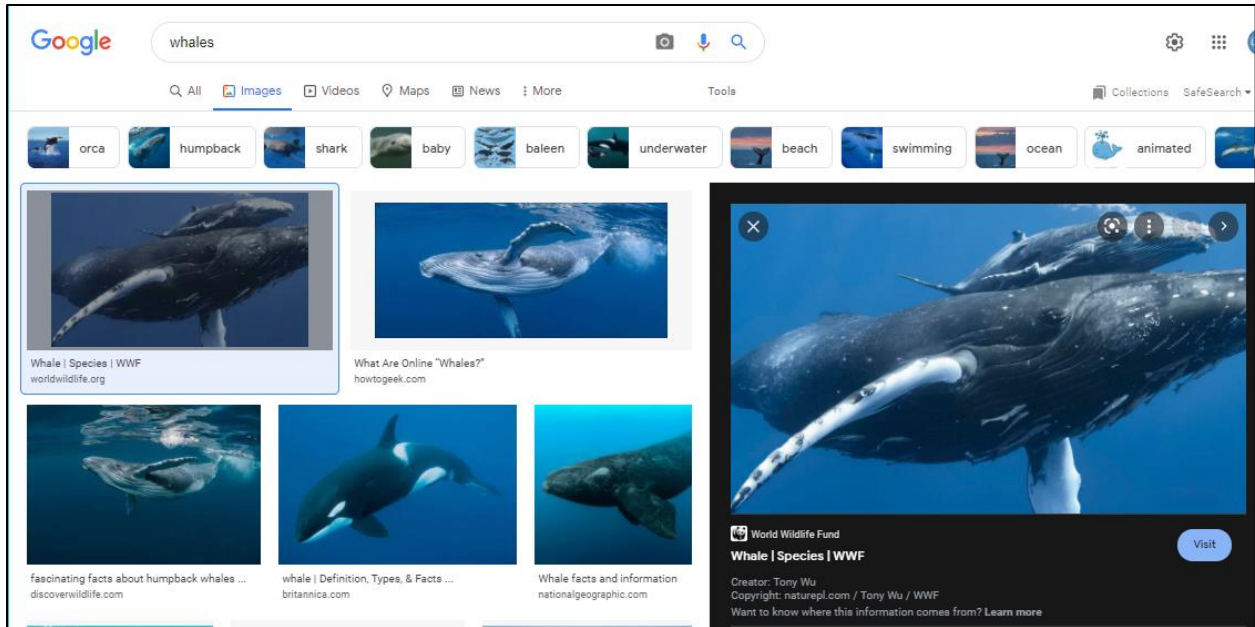 Google
whales
All Images Videos Maps News More Tools Collections SafeSearch
orca humpback shark baby baleen underwater beach swimming ocean animated
Whale | Species | WWF
worldwildlife.org
What Are Online “Whales?”
howtogeek.com
fascinating facts about humpback whales ...
discoverwildlife.com
whale | Definition, Types, & Facts ...
britannica.com
Whale facts and information
nationalgeographic.com
World Wildlife Fund
Whale | Species | WWF
Visit
Creator: Tony Wu
Copyright: naturepl.com / Tony Wu / WWF
Want to know where this information comes from? Learn more